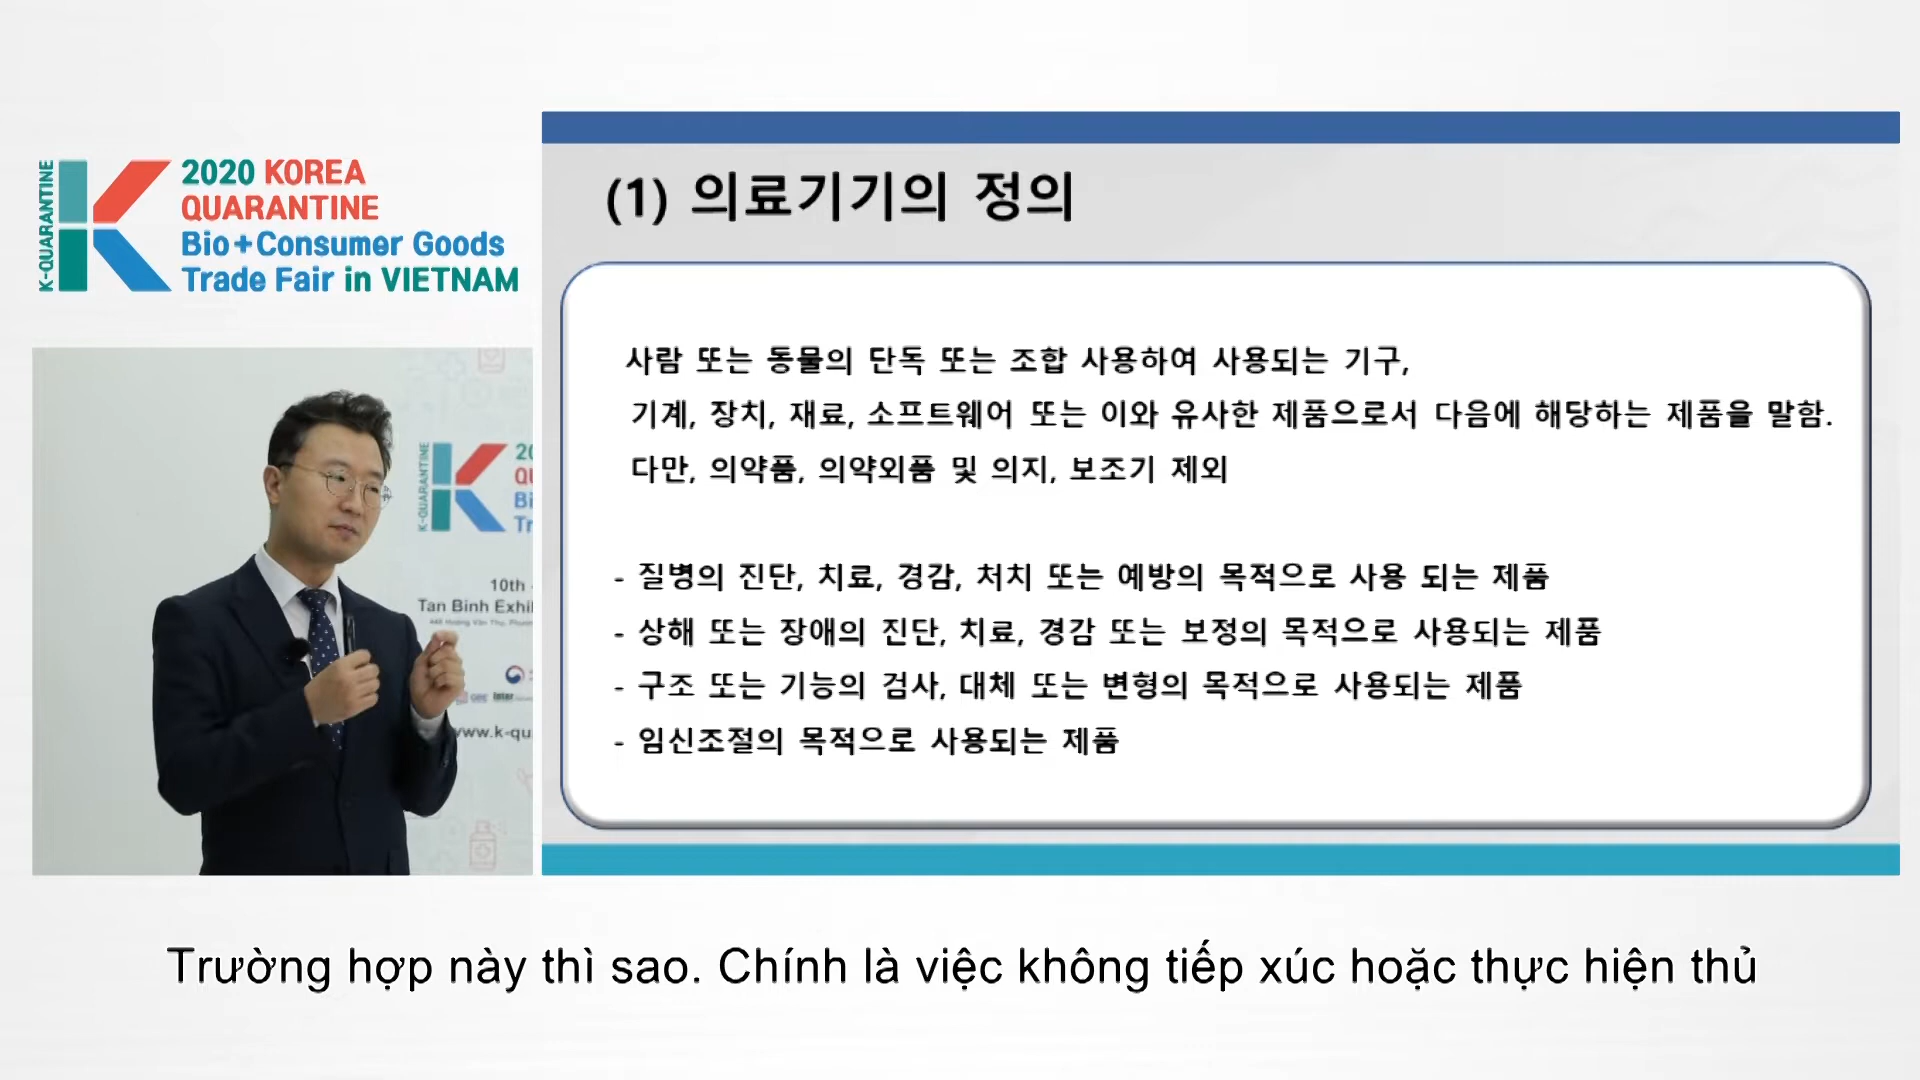 K-QUARANTINE
2020 KOREA
QUARANTINE
Bio+Consumer Goods
Trade Fair in VIETNAM
(1) 의료기기의 정의
사람 또는 동물의 단독 또는 조합 사용하여 사용되는 기구,
기계, 장치, 재료, 소프트웨어 또는 이와 유사한 제품으로서 다음에 해당하는 제품을 말함.
다만, 의약품, 의약외품 및 의지, 보조기 제외
- 질병의 진단, 치료, 경감, 처치 또는 예방의 목적으로 사용 되는 제품
- 상해 또는 장애의 진단, 치료, 경감 또는 보정의 목적으로 사용되는 제품
- 구조 또는 기능의 검사, 대체 또는 변형의 목적으로 사용되는 제품
- 임신조절의 목적으로 사용되는 제품
K-QUARANTINE
20
QU
Bi
Tr
10th
Tan Binh Exhi
www.k-qu
Trường hợp này thì sao. Chính là việc không tiếp xúc hoặc thực hiện thủ